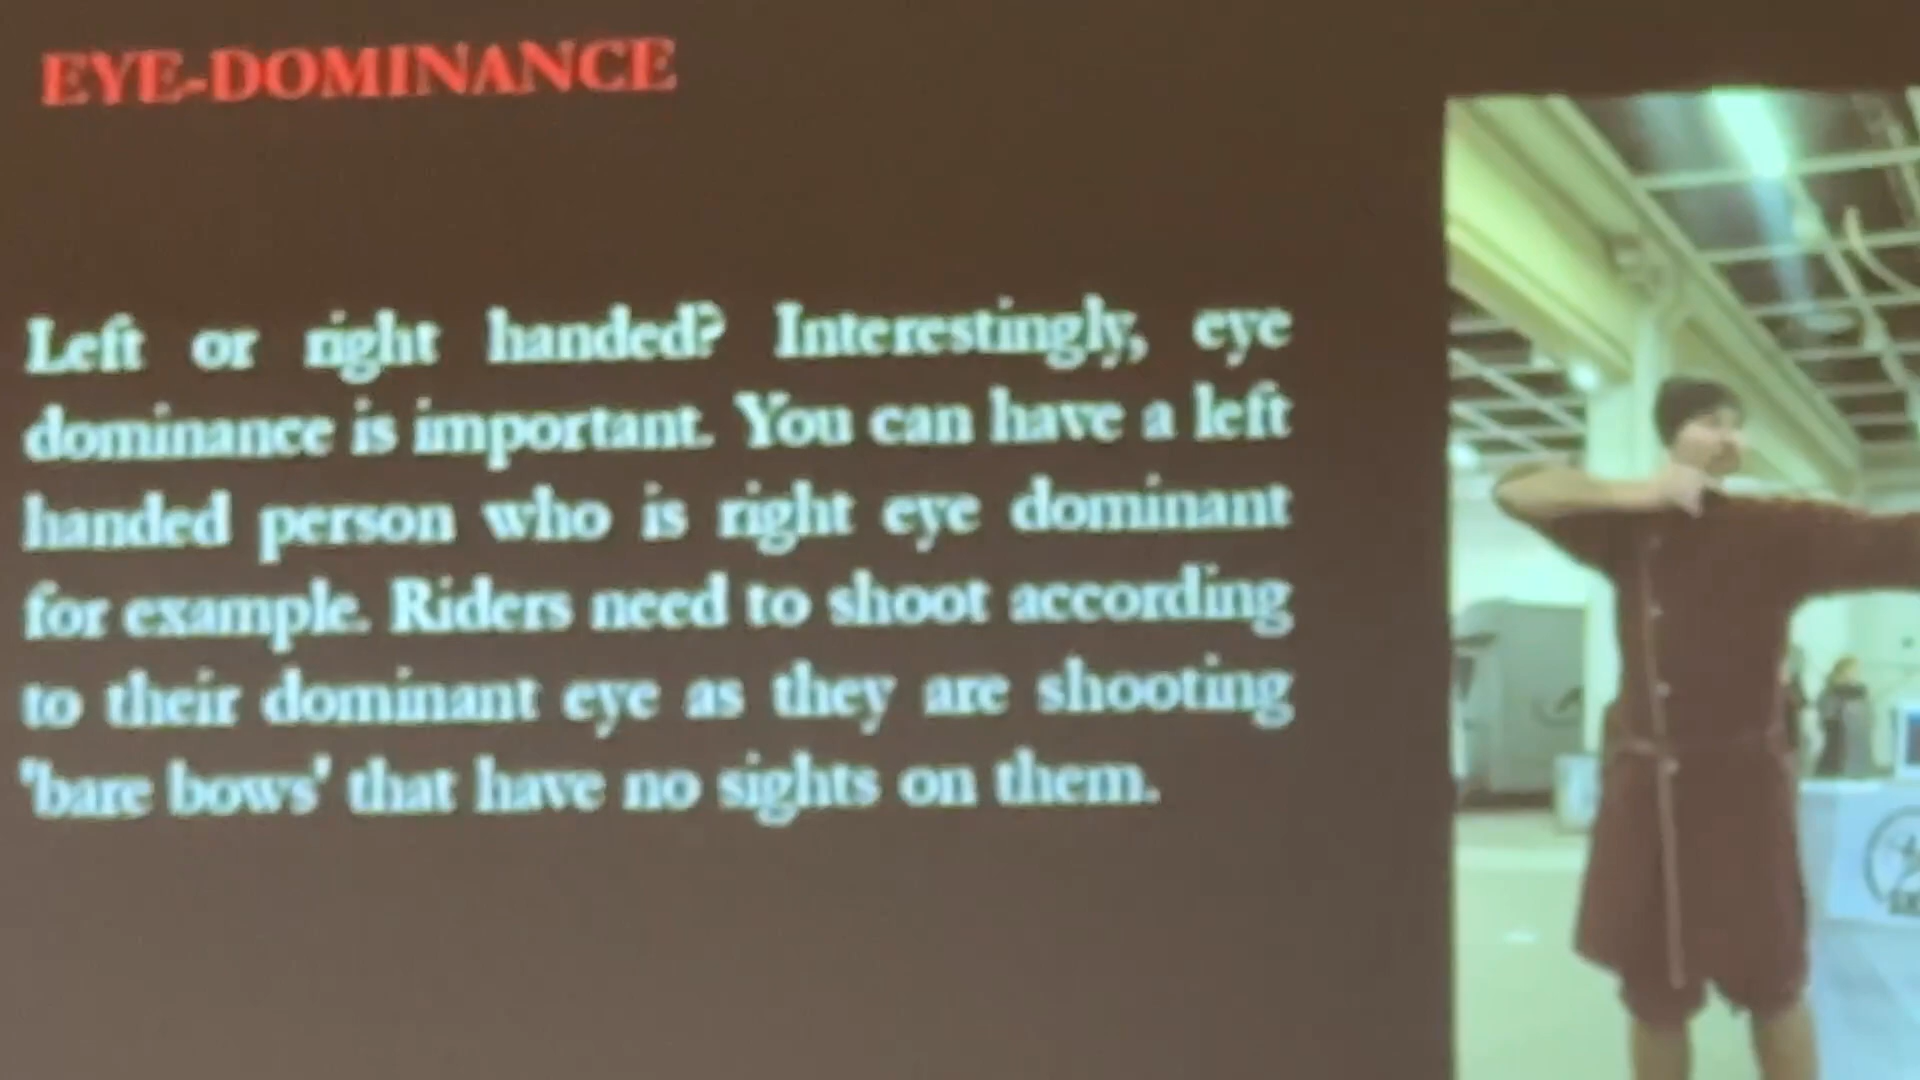 EYE-DOMINANCE
Left or right handed? Interestingly, eye
dominance is important. You can have a left
handed person who is right eye dominant
for example. Riders need to shoot according
to their dominant eye as they are shooting
'bare bows' that have no sights on them.